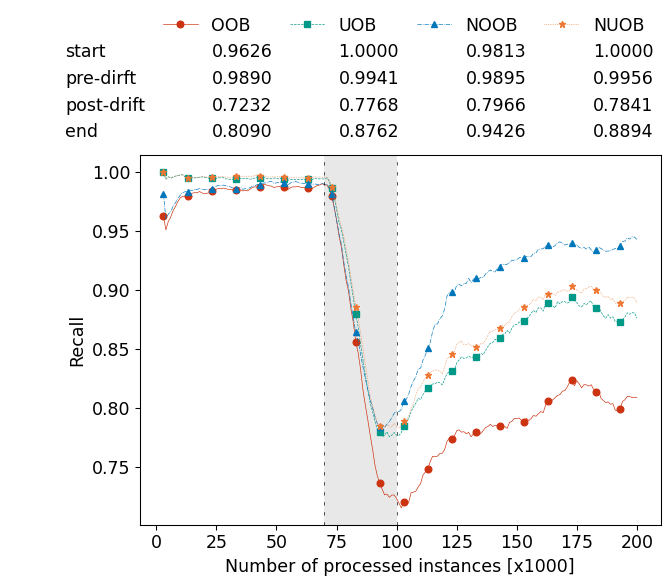 OOB UOB NOOB NUOB
start 0.9626 1.0000 0.9813 1.0000
pre-dirft 0.9890 0.9941 0.9895 0.9956
post-drift 0.7232 0.7768 0.7966 0.7841
end 0.8090 0.8762 0.9426 0.8894
1.00
0.95
0.90
0.85
0.80
0.75
Recall
0 25 50 75 100 125 150 175 200
Number of processed instances [x1000]